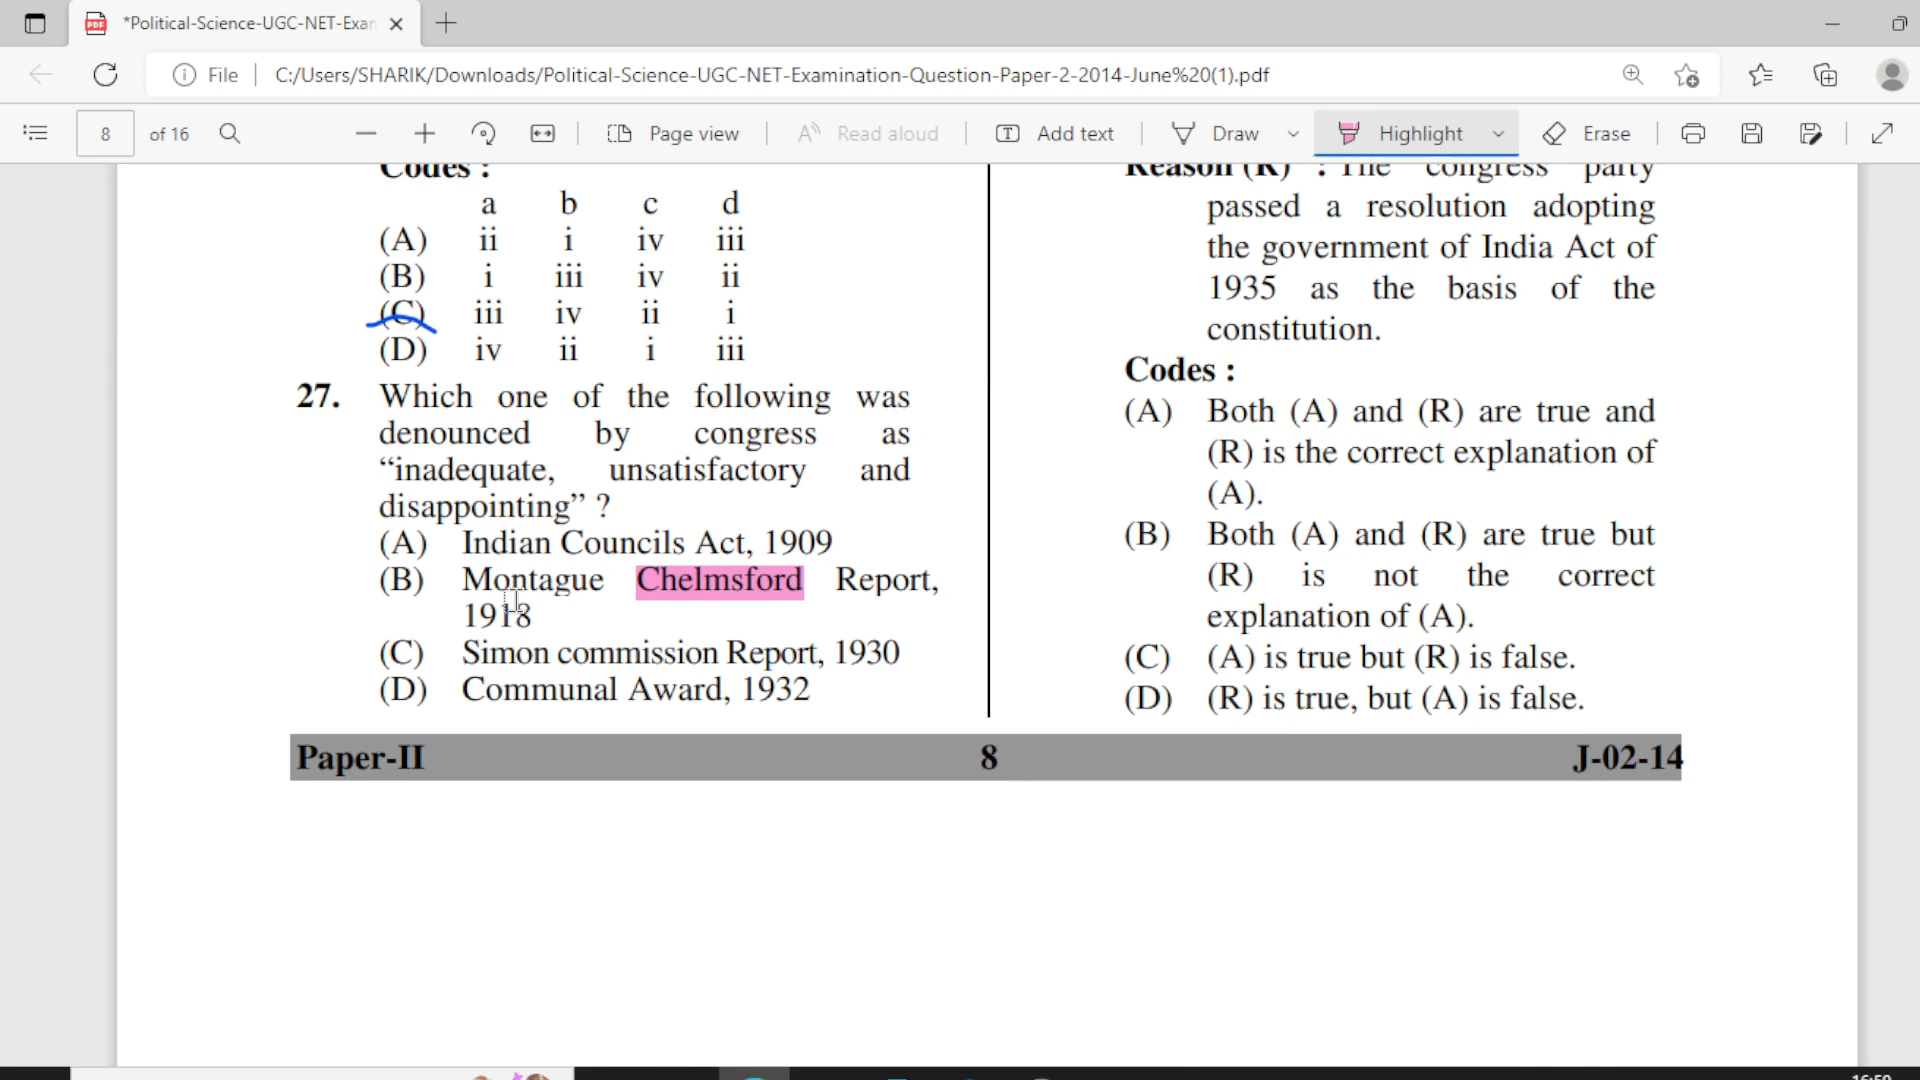 *Political-Science-UGC-NET-Exan
File
C:/Users/SHARIK/Downloads/Political-Science-UGC-NET-Examination-Question-Paper-2-2014-June%20(1).pdf
8 of 16
Page view
Read aloud
Add text
Draw
Highlight
Erase
Codes :
a b c d
(A) ii i iv iii
(B) i iii iv ii
(C) iii iv ii i
(D) iv ii i iii
27. Which one of the following was
denounced by congress as
“inadequate, unsatisfactory and
disappointing” ?
(A) Indian Councils Act, 1909
(B) Montague Chelmsford Report,
1918
(C) Simon commission Report, 1930
(D) Communal Award, 1932
Reason (R) : The congress party
passed a resolution adopting
the government of India Act of
1935 as the basis of the
constitution.
Codes :
(A) Both (A) and (R) are true and
(R) is the correct explanation of
(A).
(B) Both (A) and (R) are true but
(R) is not the correct
explanation of (A).
(C) (A) is true but (R) is false.
(D) (R) is true, but (A) is false.
Paper-II 8 J-02-14